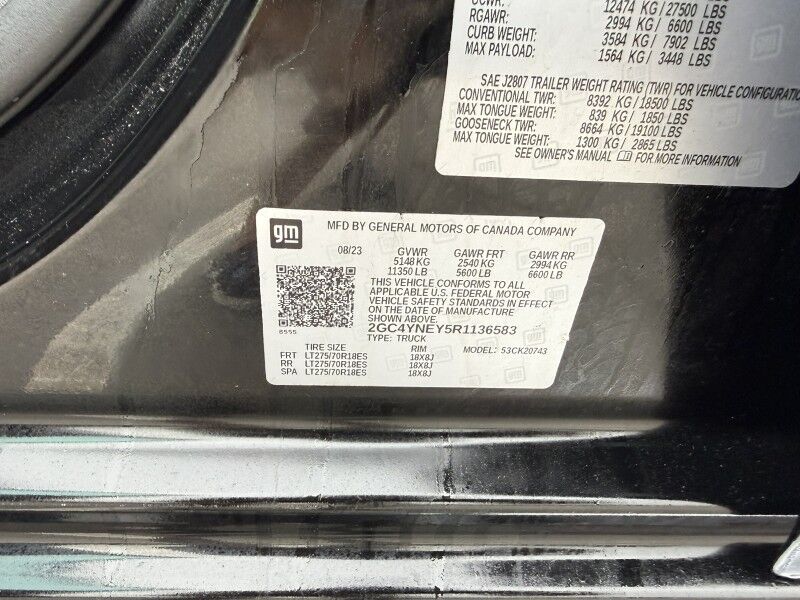 GCWR: 12474 KG / 27500 LBS
RGAWR: 2994 KG / 6600 LBS
CURB WEIGHT: 3584 KG / 7902 LBS
MAX PAYLOAD: 1564 KG / 3448 LBS
SAE J2807 TRAILER WEIGHT RATING (TWR) FOR VEHICLE
CONVENTIONAL TWR: 8392 KG / 18500 LBS
MAX TONGUE WEIGHT: 839 KG / 1850 LBS
GOOSENECK TWR: 8664 KG / 19100 LBS
MAX TONGUE WEIGHT: 1300 KG / 2865 LBS
SEE OWNER'S MANUAL FOR MORE INFORMATION
gm
MFD BY GENERAL MOTORS OF CANADA COMPANY
08/23 GVWR GAWR FRT GAWR RR
5148 KG 2540 KG 2994 KG
11350 LB 5600 LB 6600 LB
THIS VEHICLE CONFORMS TO ALL
APPLICABLE U.S. FEDERAL MOTOR
VEHICLE SAFETY STANDARDS IN EFFECT
ON THE DATE OF MANUFACTURE
SHOWN ABOVE.
2GC4YNEY5R1136583
TYPE: TRUCK
TIRE SIZE RIM MODEL: 53CK20743
FRT LT275/70R18ES 18X8J
RR LT275/70R18ES 18X8J
SPA LT275/70R18ES 18X8J